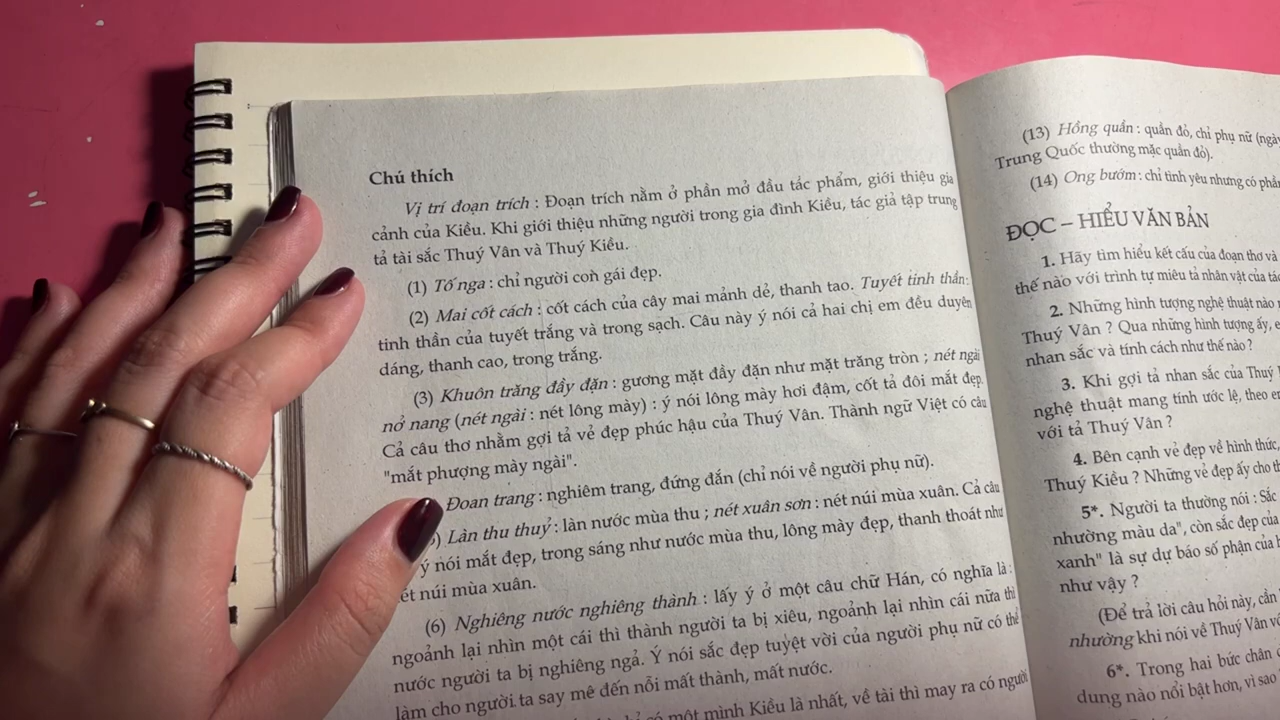 Chú thích
Vị trí đoạn trích : Đoạn trích nằm ở phần mở đầu tác phẩm, giới thiệu gia
cảnh của Kiều. Khi giới thiệu những người trong gia đình Kiều, tác giả tập trung
tả tài sắc Thuý Vân và Thuý Kiều.
(1) Tố nga : chỉ người con gái đẹp.
(2) Mai cốt cách : cốt cách của cây mai mảnh dẻ, thanh tao. Tuyết tinh thần:
tinh thần của tuyết trắng và trong sạch. Câu này ý nói cả hai chị em đều duyên
dáng, thanh cao, trong trắng.
(3) Khuôn trăng đầy đặn : gương mặt đầy đặn như mặt trăng tròn ; nét ngài
nở nang (nét ngài : nét lông mày) : ý nói lông mày hơi đậm, cốt tả đôi mắt đẹp.
Cả câu thơ nhằm gợi tả vẻ đẹp phúc hậu của Thuý Vân. Thành ngữ Việt có câu
"mắt phượng mày ngài".
Đoan trang : nghiêm trang, đứng đắn (chỉ nói về người phụ nữ).
) Làn thu thuỷ : làn nước mùa thu ; nét xuân sơn : nét núi mùa xuân. Cả câu
ý nói mắt đẹp, trong sáng như nước mùa thu, lông mày đẹp, thanh thoát như
ét núi mùa xuân.
(6) Nghiêng nước nghiêng thành : lấy ý ở một câu chữ Hán, có nghĩa là :
ngoảnh lại nhìn một cái thì thành người ta bị xiêu, ngoảnh lại nhìn cái nữa thì
nước người ta bị nghiêng ngả. Ý nói sắc đẹp tuyệt vời của người phụ nữ có thể
làm cho người ta say mê đến nỗi mất thành, mất nước.
có một mình Kiều là nhất, về tài thì may ra có người
(13) Hồng quần : quần đỏ, chỉ phụ nữ (ngày
Trung Quốc thường mặc quần đỏ).
(14) Ong bướm : chỉ tình yêu nhưng có phần
ĐỌC – HIỂU VĂN BẢN
1. Hãy tìm hiểu kết cấu của đoạn thơ và
thế nào với trình tự miêu tả nhân vật của tác
2. Những hình tượng nghệ thuật nào
Thuý Vân ? Qua những hình tượng ấy,
nhan sắc và tính cách như thế nào ?
3. Khi gợi tả nhan sắc của Thuý
nghệ thuật mang tính ước lệ, theo em
với tả Thuý Vân ?
4. Bên cạnh vẻ đẹp về hình thức,
Thuý Kiều ? Những vẻ đẹp ấy cho
5*. Người ta thường nói : Sắc
nhường màu da", còn sắc đẹp của
xanh" là sự dự báo số phận của
như vậy ?
(Để trả lời câu hỏi này, cần
nhường khi nói về Thuý Vân
6*. Trong hai bức chân
dung nào nổi bật hơn, vì sao